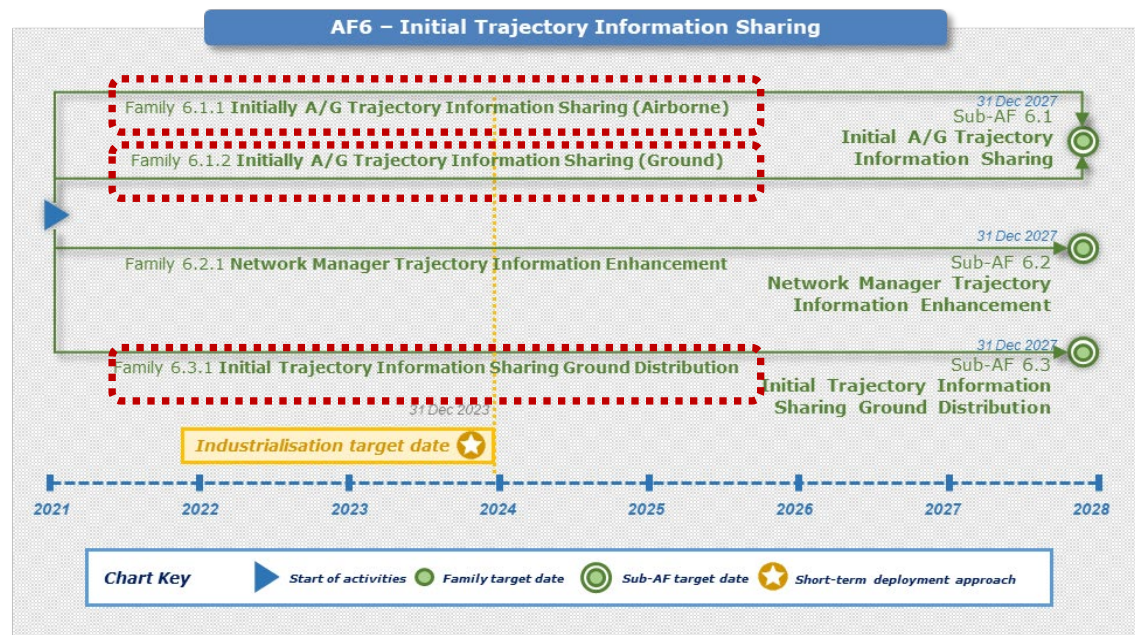 AF6 – Initial Trajectory Information Sharing
Family 6.1.1 Initially A/G Trajectory Information Sharing (Airborne)
31 Dec 2027
Sub-AF 6.1
Initial A/G Trajectory
Information Sharing
Family 6.1.2 Initially A/G Trajectory Information Sharing (Ground)
31 Dec 2027
Sub-AF 6.2
Network Manager Trajectory
Information Enhancement
Family 6.2.1 Network Manager Trajectory Information Enhancement
31 Dec 2027
Sub-AF 6.3
Initial Trajectory Information
Sharing Ground Distribution
Family 6.3.1 Initial Trajectory Information Sharing Ground Distribution
31 Dec 2023
Industrialisation target date
2021 2022 2023 2024 2025 2026 2027 2028
Chart Key Start of activities Family target date Sub-AF target date Short-term deployment approach